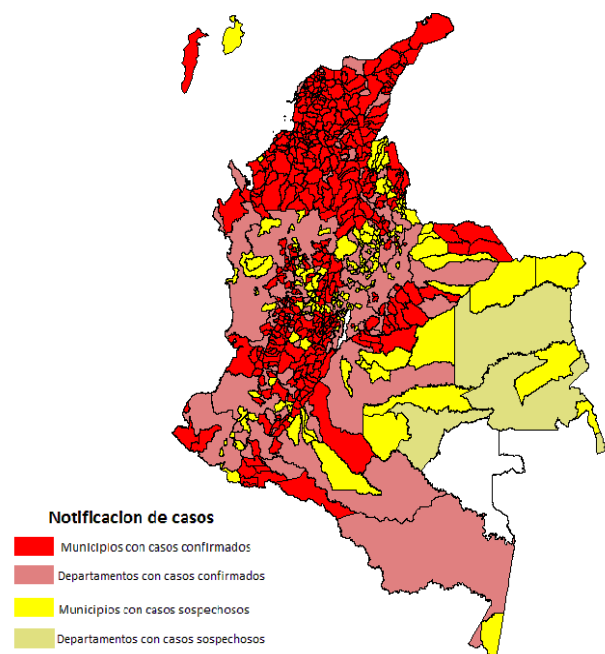 Notificacion de casos
Municipios con casos confirmados
Departamentos con casos confirmados
Municipios con casos sospechosos
Departamentos con casos sospechosos